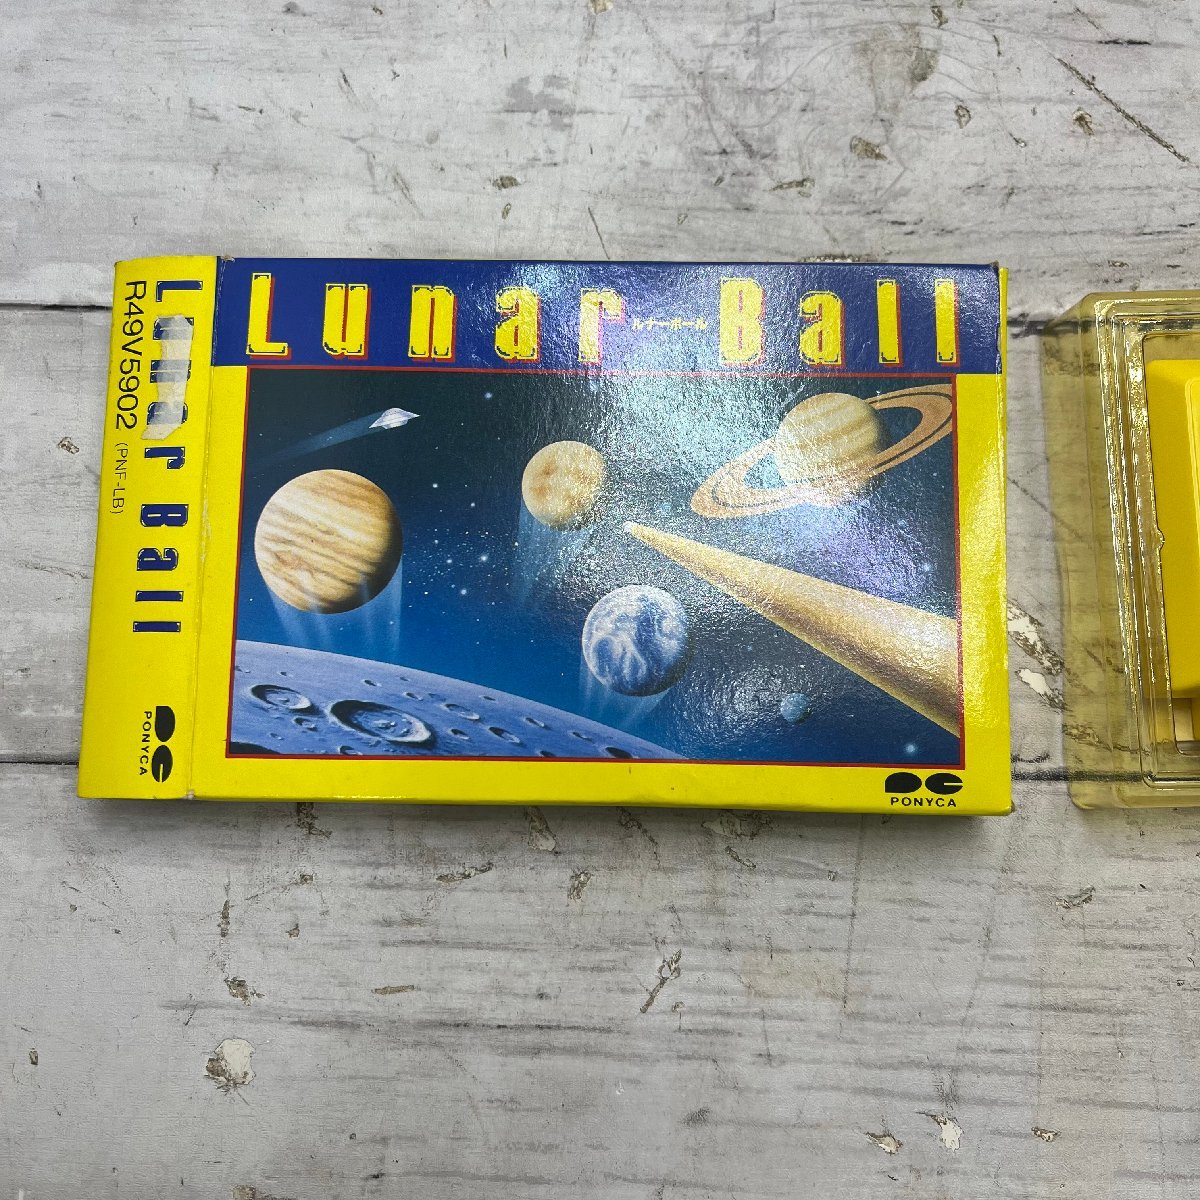 Lunar Ball
ルナーボール
PONYCA
Lunar Ball
R49V5902 (PNF-LB)
PONYCA